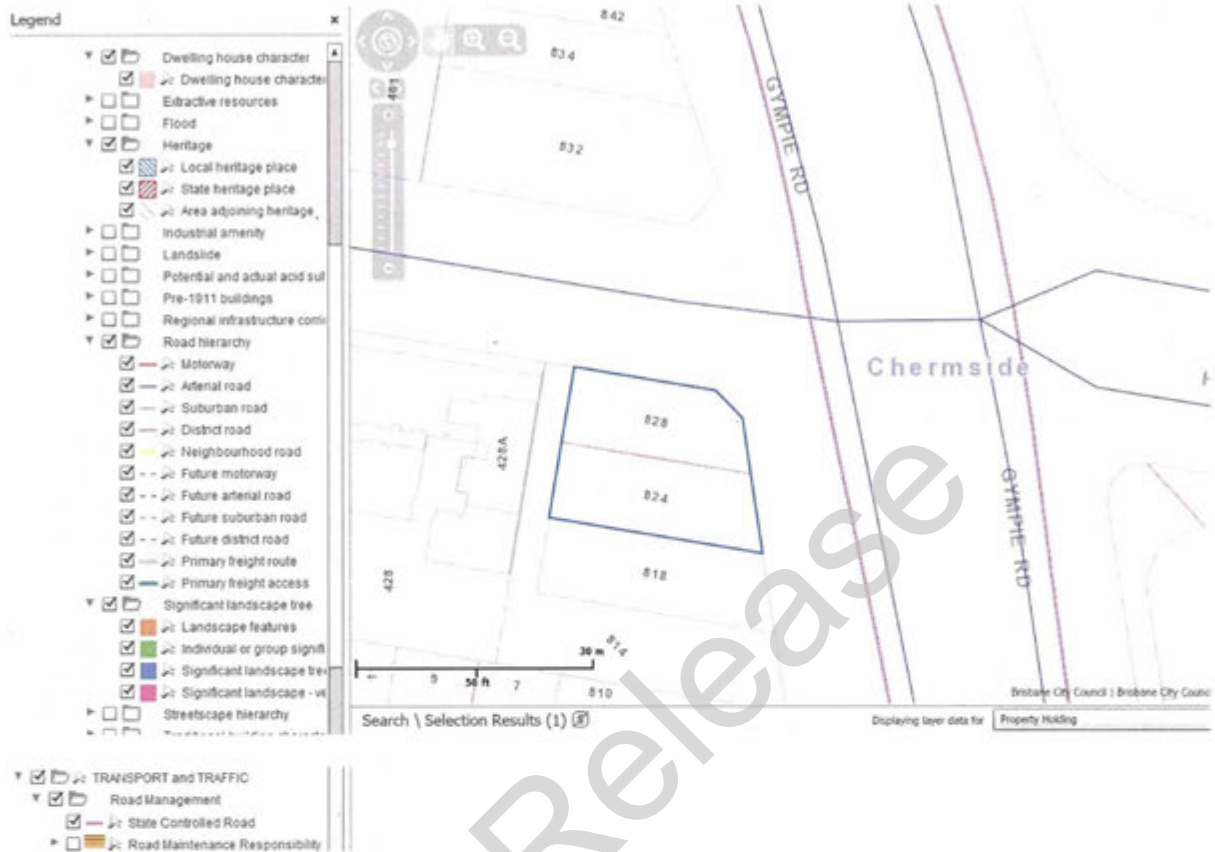 Legend x
Dwelling house character
Dwelling house character
Extractive resources
Flood
Heritage
Local heritage place
State heritage place
Area adjoining heritage
Industrial amenity
Landslide
Potential and actual acid sul
Pre-1911 buildings
Regional infrastructure
Road hierarchy
Motorway
Arterial road
Suburban road
District road
Neighbourhood road
Future motorway
Future arterial road
Future suburban road
Future district road
Primary freight route
Primary freight access
Significant landscape tree
Landscape features
Individual or group signifi
Significant landscape tree
Significant landscape - ve
Streetscape hierarchy
TRANSPORT and TRAFFIC
Road Management
State Controlled Road
Road Maintenance Responsibility
842
834
832
GYMPIE RD
Chermside
828
824
818
814
810
428A
428
GYMPIE RD
30 m
50 ft
9
7
Search \ Selection Results (1)
Displaying layer data for Property Holding
Brisbane City Council | Brisbane City Counc
Release